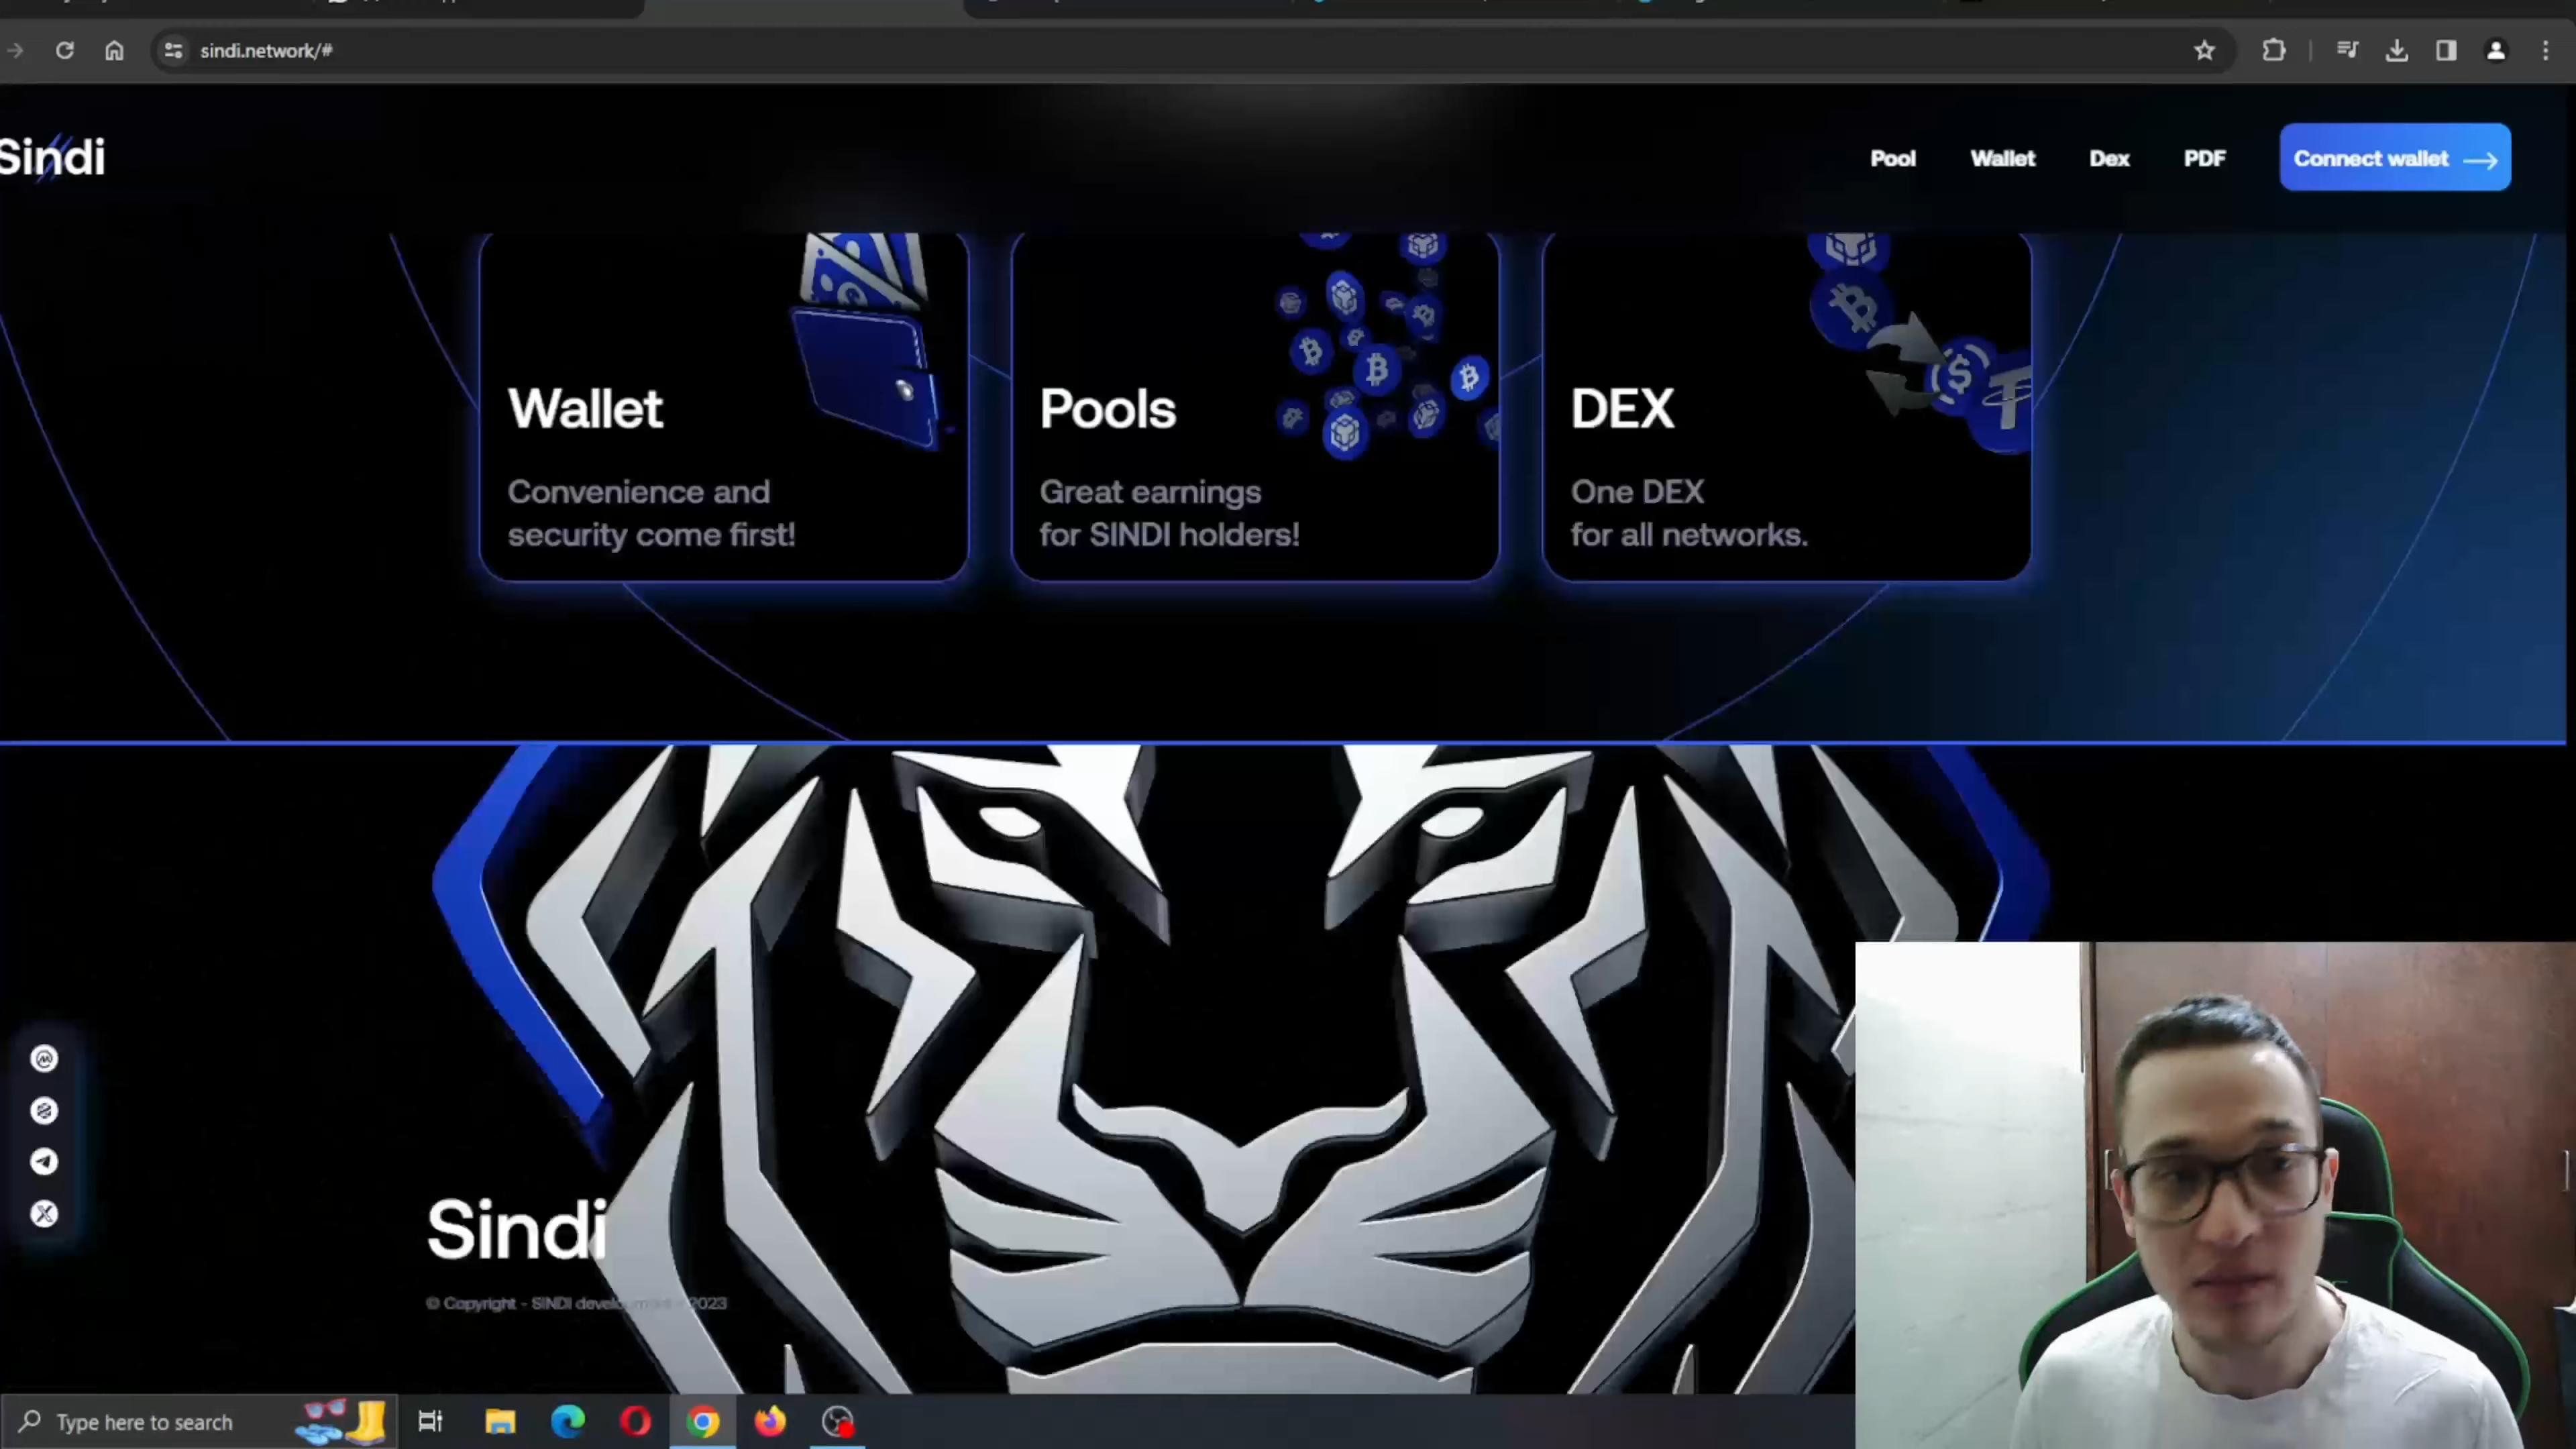 sindi.network/#
Sindi
Pool
Wallet
Dex
PDF
Connect wallet
Wallet
Convenience and
security come first!
Pools
Great earnings
for SINDI holders!
DEX
One DEX
for all networks.
Sindi
© Copyright - SINDI 2023
Type here to search